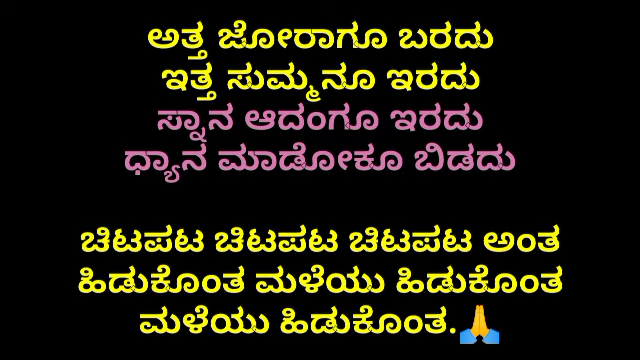 ಅತ್ತ ಜೋರಾಗೂ ಬರದು
ಇತ್ತ ಸುಮ್ಮನೂ ಇರದು
ಸ್ನಾನ ಆದಂಗೂ ಇರದು
ಧ್ಯಾನ ಮಾಡೋಕೂ ಬಿಡದು
ಚಿಟಪಟ ಚಿಟಪಟ ಚಿಟಪಟ ಅಂತ
ಹಿಡುಕೊಂತ ಮಳೆಯು ಹಿಡುಕೊಂತ
ಮಳೆಯು ಹಿಡುಕೊಂತ.🙏